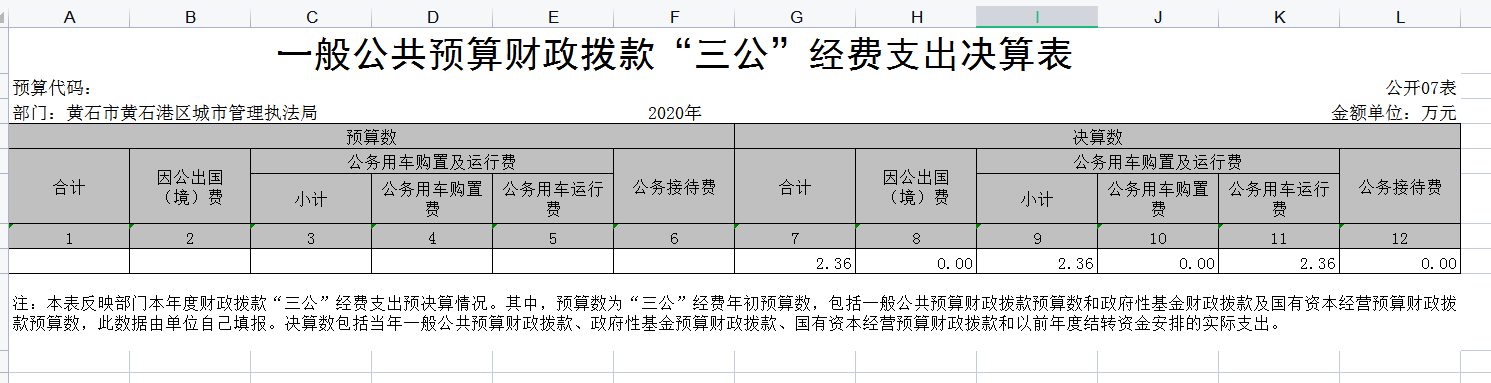 A B C D E F G H I J K L
一般公共预算财政拨款“三公”经费支出决算表
预算代码： 公开07表
部门：黄石市黄石港区城市管理执法局 2020年 金额单位：万元
预算数 决算数
合计 因公出国（境）费 公务用车购置及运行费 公务接待费 合计 因公出国（境）费 公务用车购置及运行费 公务接待费
小计 公务用车购置费 公务用车运行费 小计 公务用车购置费 公务用车运行费
1 2 3 4 5 6 7 8 9 10 11 12
2.36 0.00 2.36 0.00 2.36 0.00
注：本表反映部门本年度财政拨款“三公”经费支出预决算情况。其中，预算数为“三公”经费年初预算数，包括一般公共预算财政拨款预算数和政府性基金财政拨款及国有资本经营预算财政拨
款预算数，此数据由单位自己填报。决算数包括当年一般公共预算财政拨款、政府性基金预算财政拨款、国有资本经营预算财政拨款和以前年度结转资金安排的实际支出。